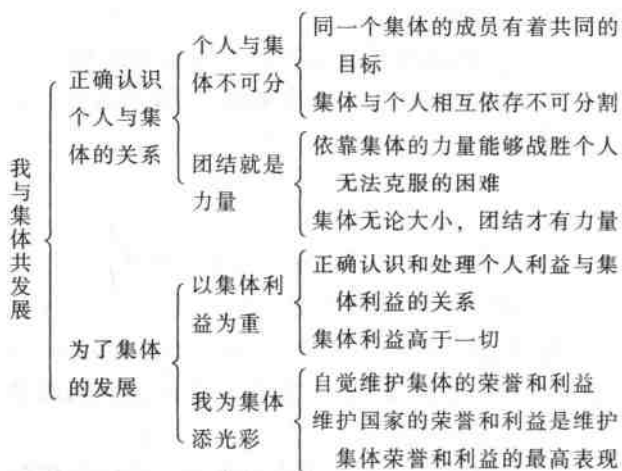 我与集体共发展
正确认识
个人与集
体的关系
个人与集
体不可分
同一个集体的成员有着共同的
目标
集体与个人相互依存不可分割
团结就是
力量
依靠集体的力量能够战胜个人
无法克服的困难
集体无论大小，团结才有力量
为了集体
的发展
以集体利
益为重
正确认识和处理个人利益与集
体利益的关系
集体利益高于一切
我为集体
添光彩
自觉维护集体的荣誉和利益
维护国家的荣誉和利益是维护
集体荣誉和利益的最高表现